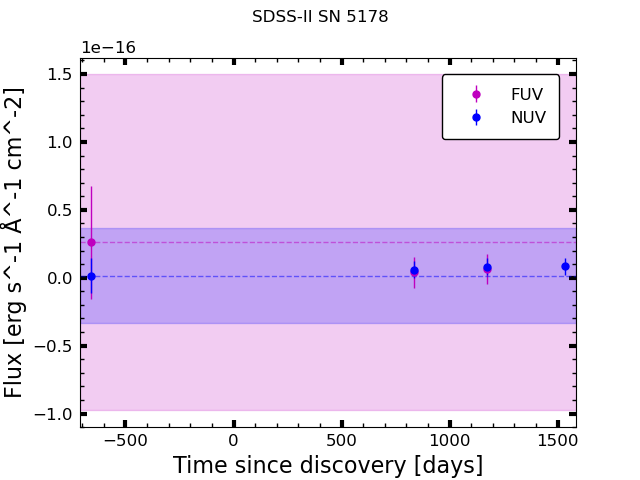 SDSS-II SN 5178
1e−16
1.5
1.0
0.5
0.0
−0.5
−1.0
Flux [erg s^-1 Å^-1 cm^-2]
FUV
NUV
−500 0 500 1000 1500
Time since discovery [days]